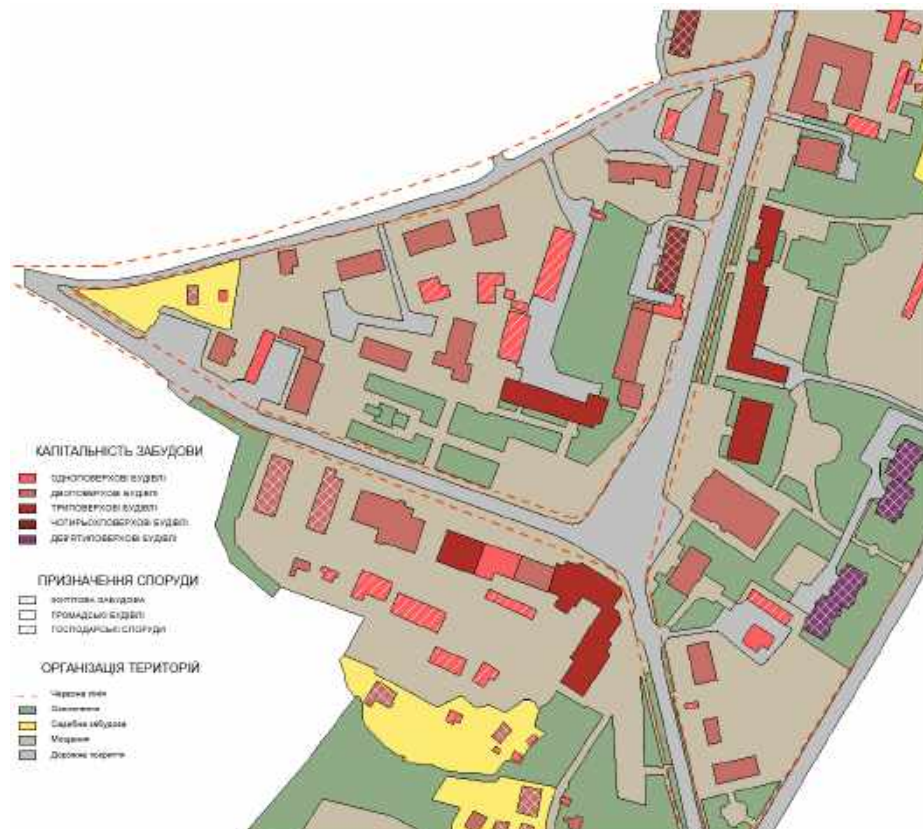 КАПІТАЛЬНІСТЬ ЗАБУДОВИ
ОДНОПОВЕРХОВІ БУДІВЛІ
ДВОПОВЕРХОВІ БУДІВЛІ
ТРИПОВЕРХОВІ БУДІВЛІ
ЧОТИРЬОХПОВЕРХОВІ БУДІВЛІ
ДЕВ'ЯТИПОВЕРХОВІ БУДІВЛІ
ПРИЗНАЧЕННЯ СПОРУДИ
ЖИТЛОВА ЗАБУДОВА
ГРОМАДСЬКІ БУДІВЛІ
ГОСПОДАРСЬКІ СПОРУДИ
ОРГАНІЗАЦІЯ ТЕРИТОРІЙ
Червона лінія
Озеленення
Садибна забудова
Мощення
Дорожнє покриття